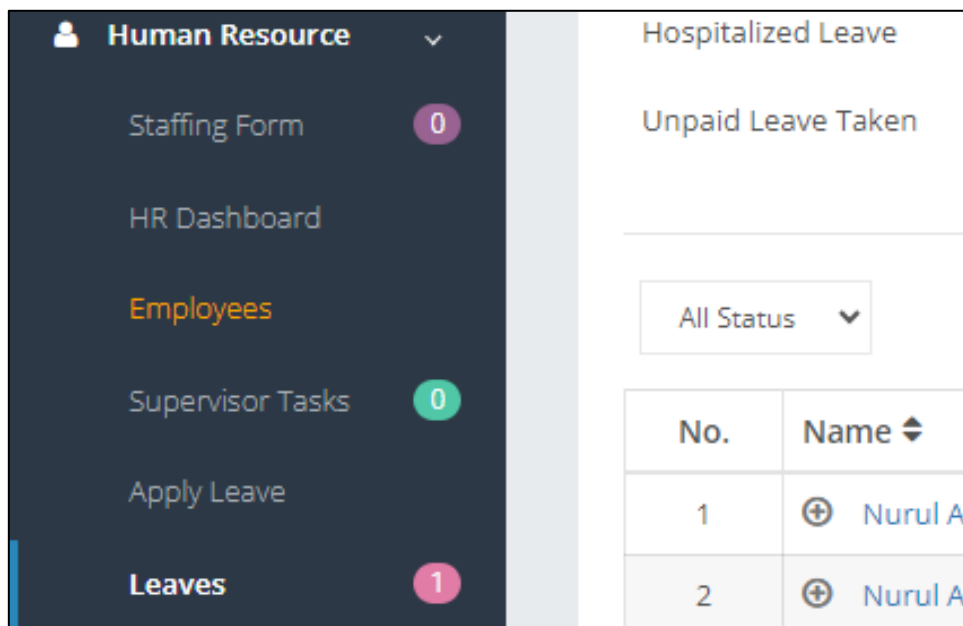 Human Resource
Staffing Form 0
HR Dashboard
Employees
Supervisor Tasks 0
Apply Leave
Leaves 1
Hospitalized Leave
Unpaid Leave Taken
All Status
No. Name
1 Nurul A
2 Nurul A